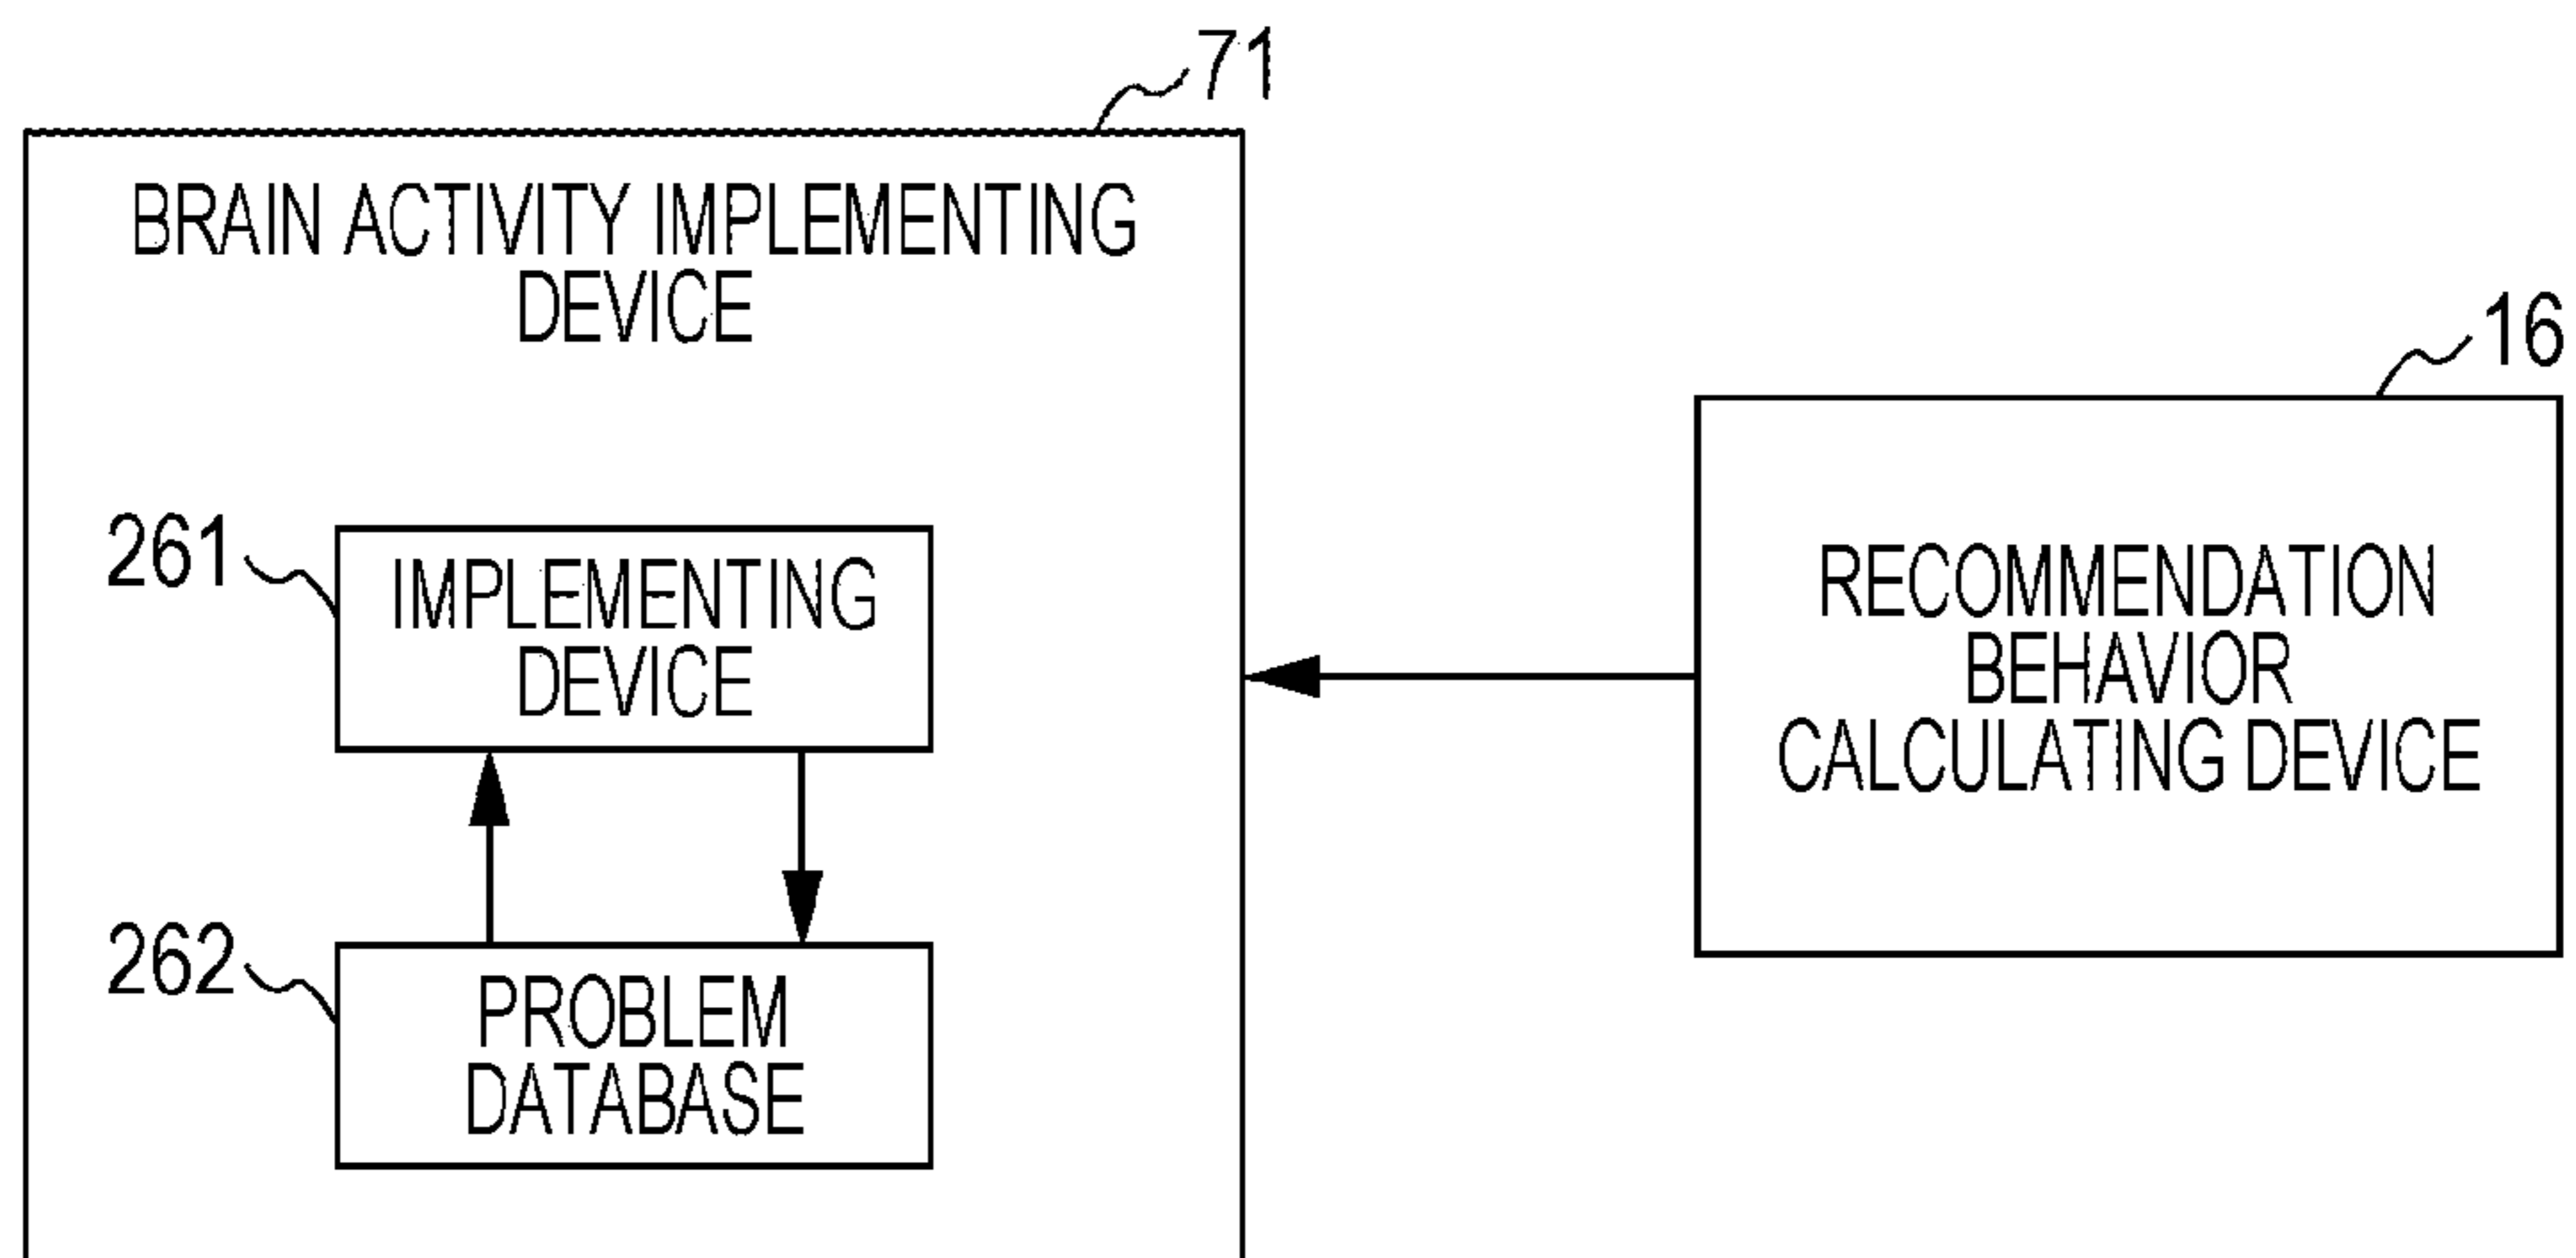 71
BRAIN ACTIVITY IMPLEMENTING
DEVICE
16
261
IMPLEMENTING
DEVICE
RECOMMENDATION
BEHAVIOR
CALCULATING DEVICE
262
PROBLEM
DATABASE